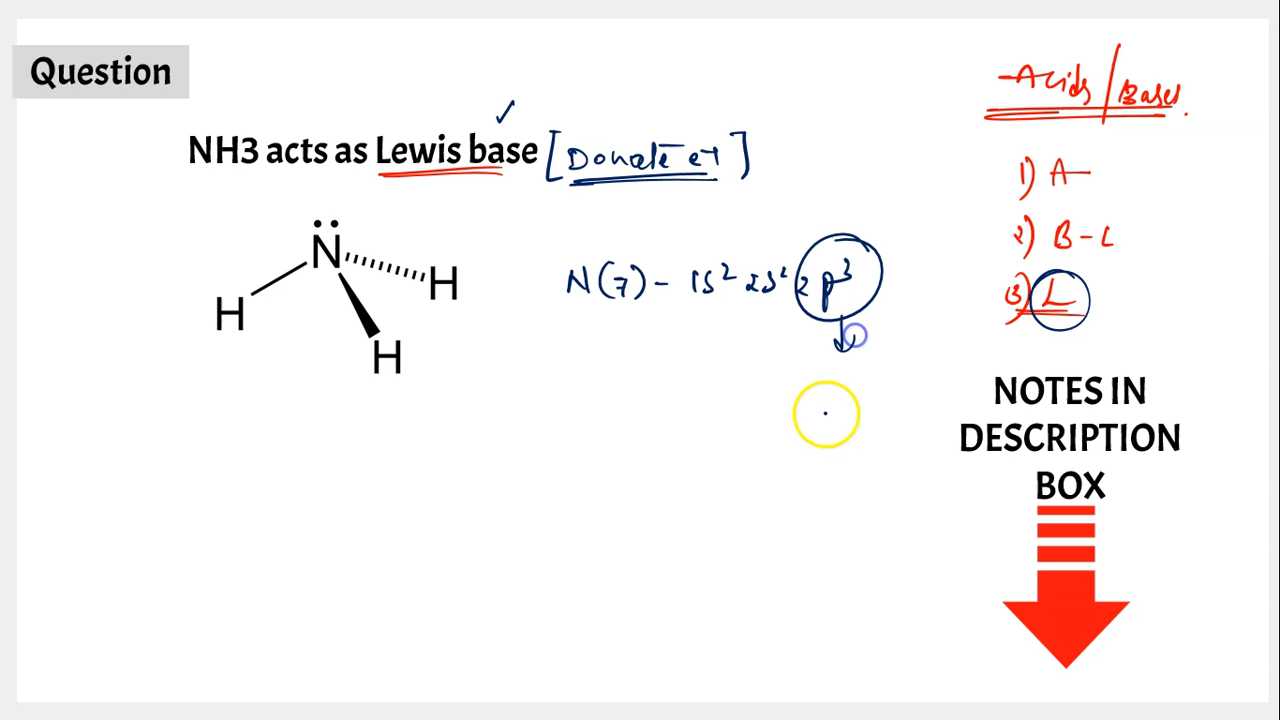 Question
NH3 acts as Lewis base [Donate e-]
Acids/Bases.
1) A
2) B-L
3) L
N
H
H
H
N(7) - 1s² 2s² 2p³
NOTES IN
DESCRIPTION
BOX